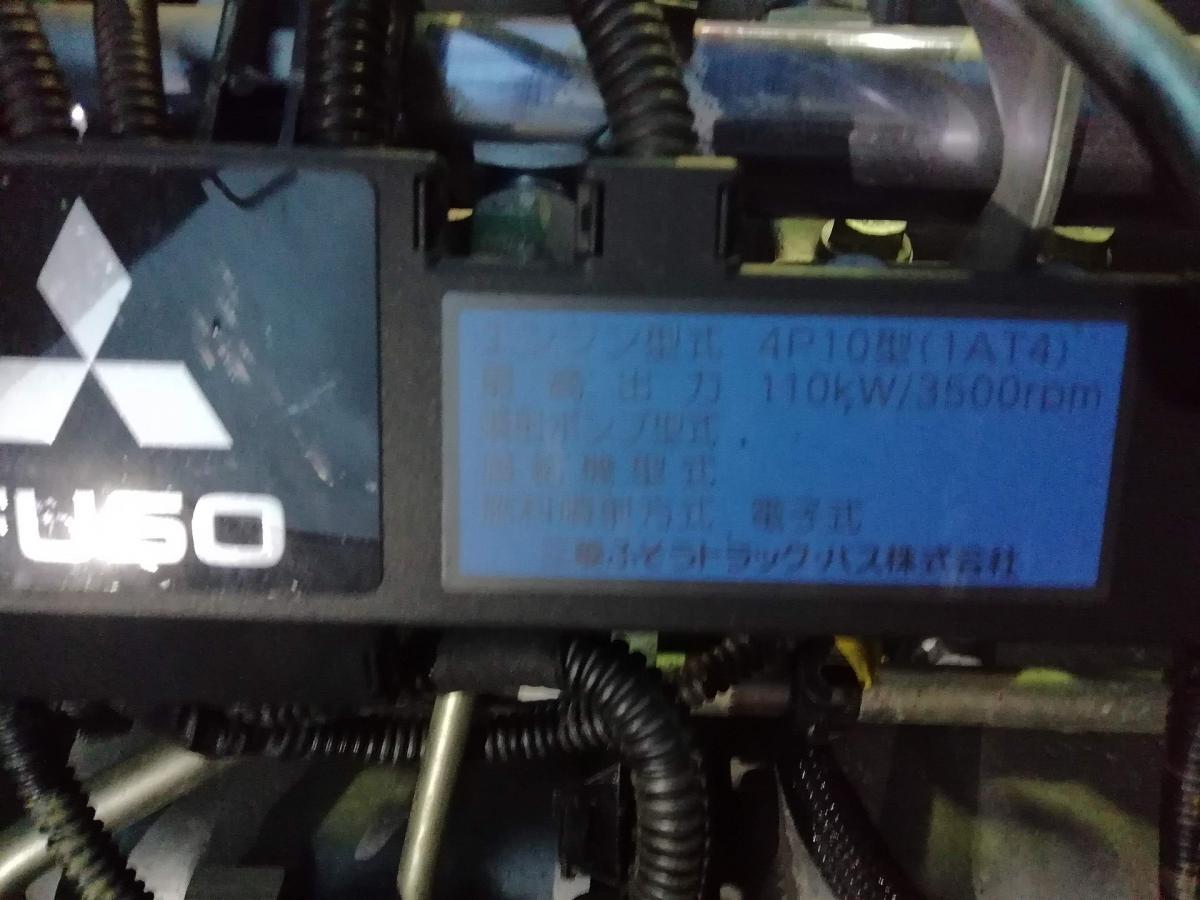 FUSO
エンジン型式 4P10型(1AT4)
最高出力 110kW/3500rpm
噴射ポンプ型式
過給機型式
燃料噴射方式 電子式
三菱ふそうトラック・バス株式会社